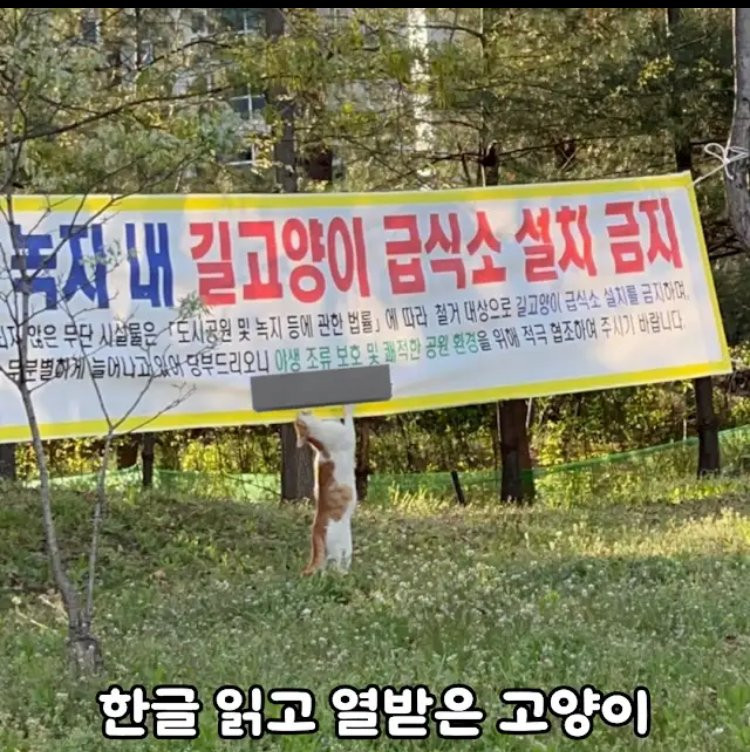 녹지 내 길고양이 급식소 설치 금지
되지 않은 무단 시설물은 「도시공원 및 녹지 등에 관한 법률」에 따라 철거 대상으로 길고양이 급식소 설치를 금지하며,
무분별하게 늘어나고 있어 당부드리오니 야생 조류 보호 및 쾌적한 공원 환경을 위해 적극 협조하여 주시기 바랍니다.
한글 읽고 열받은 고양이